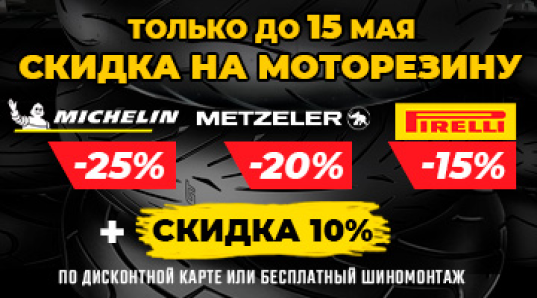 ТОЛЬКО ДО 15 МАЯ
СКИДКА НА МОТОРЕЗИНУ
MICHELIN METZELER PIRELLI
-25% -20% -15%
+ СКИДКА 10%
ПО ДИСКОНТНОЙ КАРТЕ ИЛИ БЕСПЛАТНЫЙ ШИНОМОНТАЖ